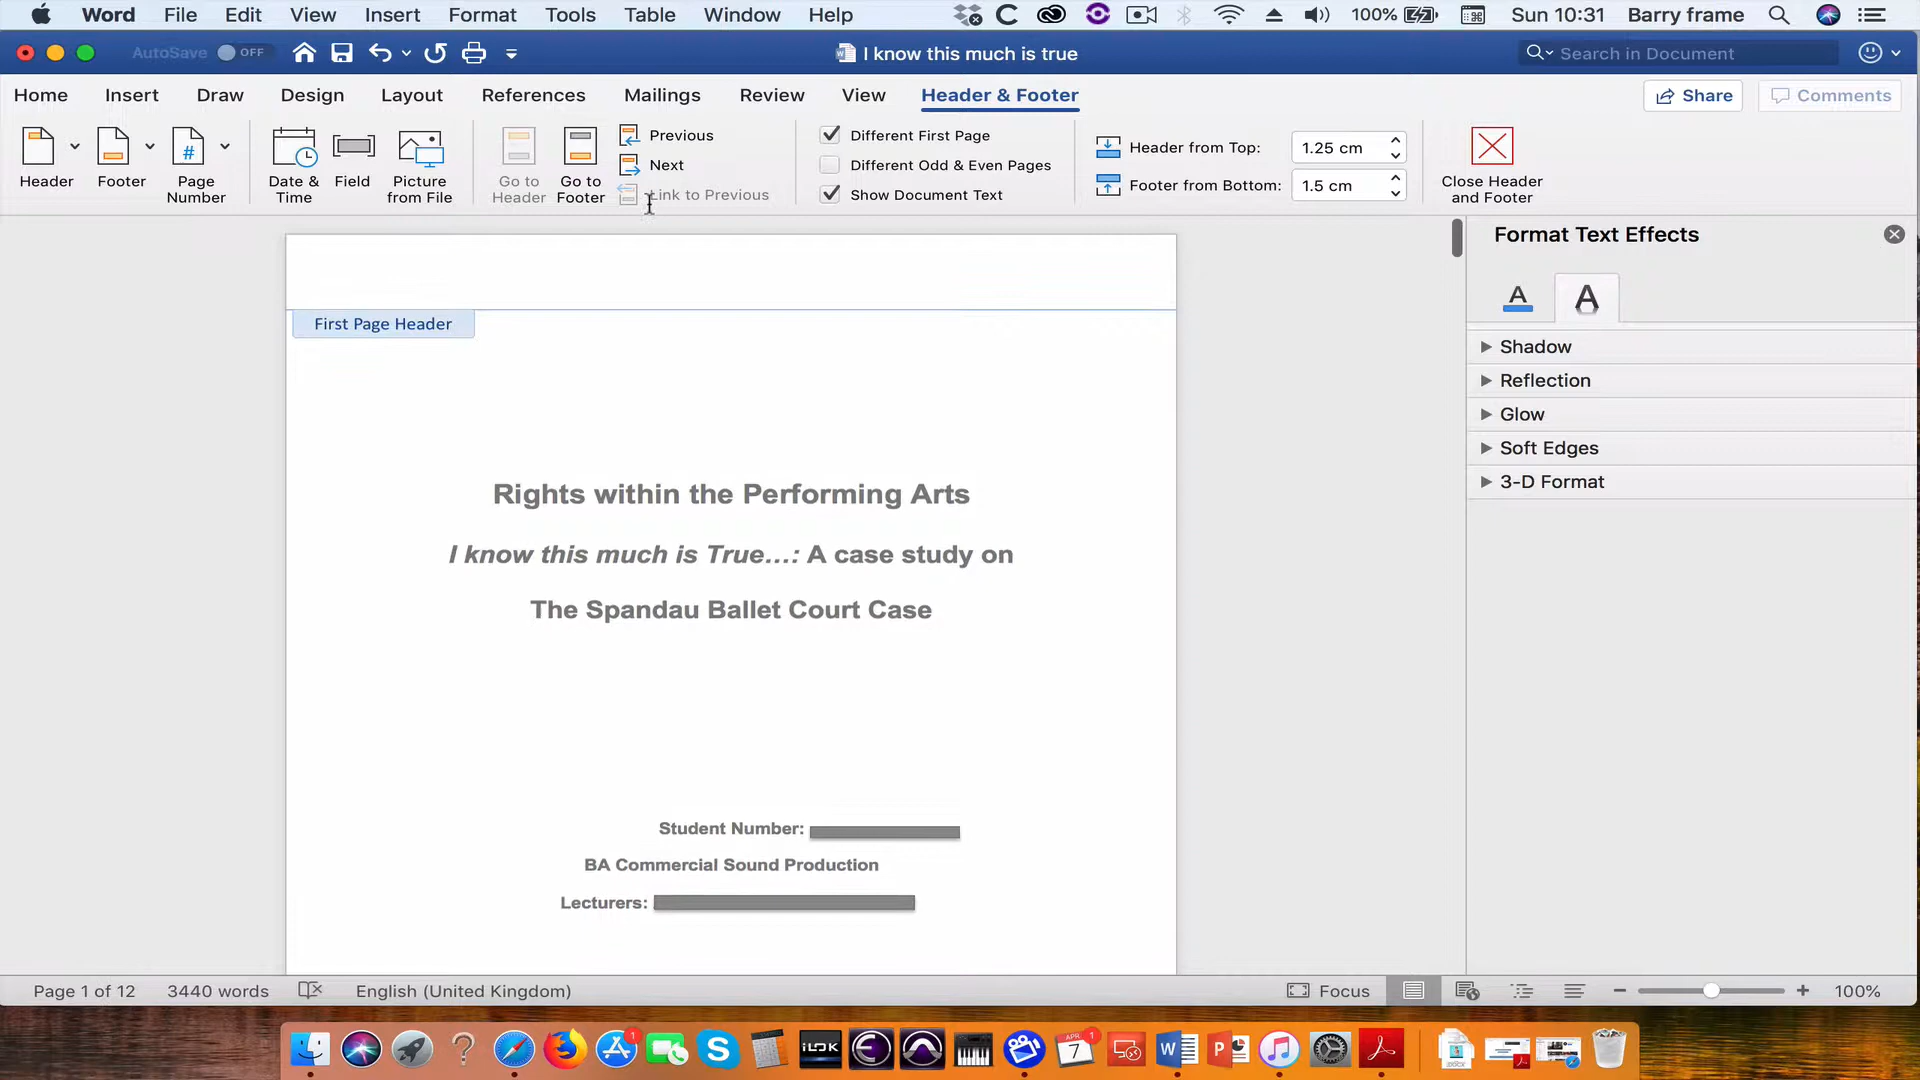 Word File Edit View Insert Format Tools Table Window Help 100% Sun 10:31 Barry frame
AutoSave OFF I know this much is true Search in Document
Home Insert Draw Design Layout References Mailings Review View Header & Footer Share Comments
Header Footer Page Number Date & Time Field Picture from File Go to Header Go to Footer
Previous
Next
Link to Previous
Different First Page
Different Odd & Even Pages
Show Document Text
Header from Top: 1.25 cm
Footer from Bottom: 1.5 cm
Close Header and Footer
Format Text Effects
A A
Shadow
Reflection
Glow
Soft Edges
3-D Format
First Page Header
Rights within the Performing Arts
I know this much is True...: A case study on
The Spandau Ballet Court Case
Student Number:
BA Commercial Sound Production
Lecturers:
Page 1 of 12 3440 words English (United Kingdom) Focus 100%
1 iLOK APR 7 1